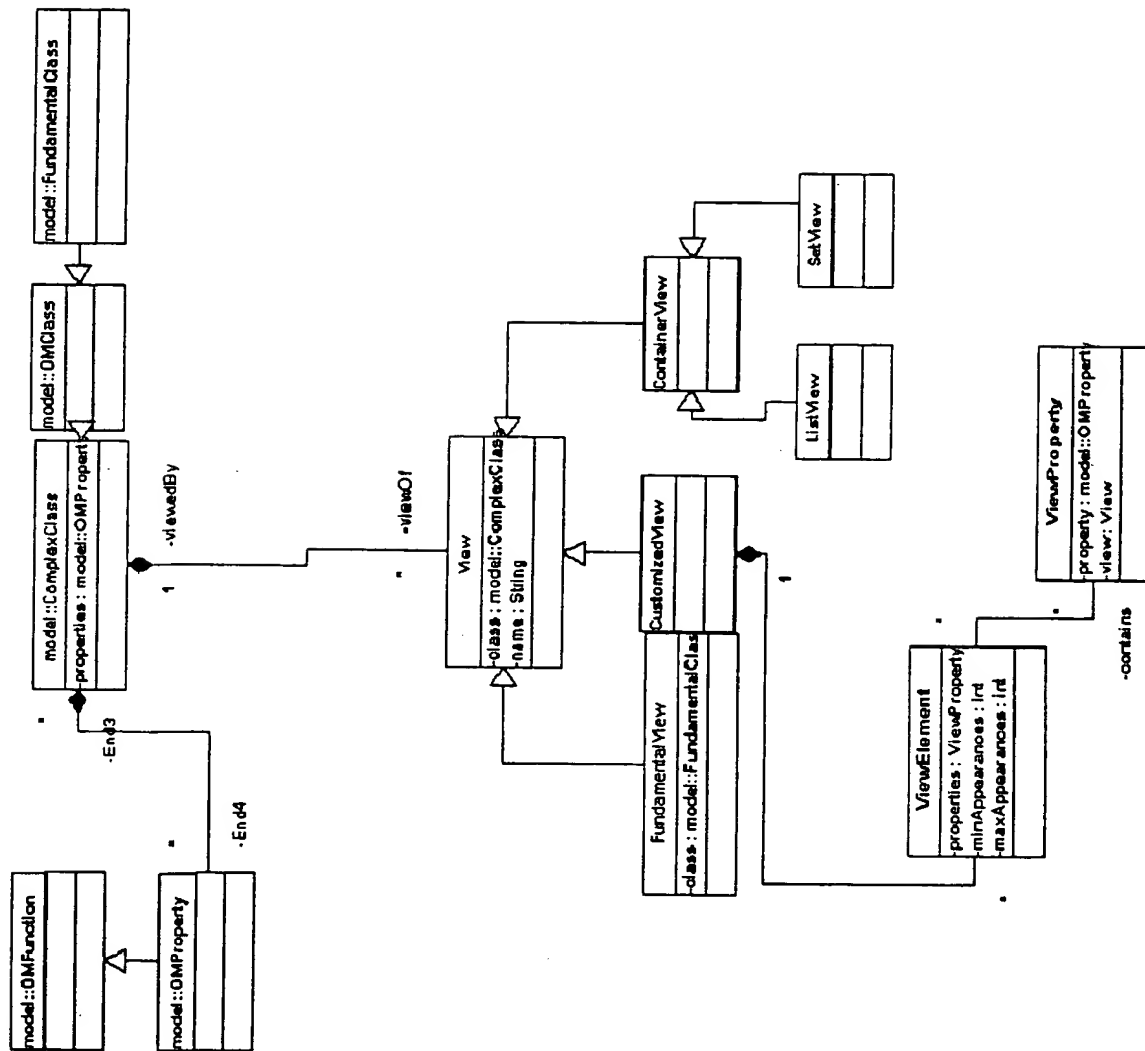 model::OMFunction
model::OMProperty
-End4
*
-End3
*
model::ComplexClass
-properties : model::OMProperty
model::OMClass
model::FundamentalClass
1
-viewedBy
*
-viewOf
View
-class : model::ComplexClass
-name : String
FundamentalView
-class : model::FundamentalClas
CustomizedView
ContainerView
ListView
SetView
1
*
ViewElement
-properties : ViewProperty
-minAppearances : int
-maxAppearances : int
*
*
-contains
ViewProperty
-property : model::OMProperty
-view : View